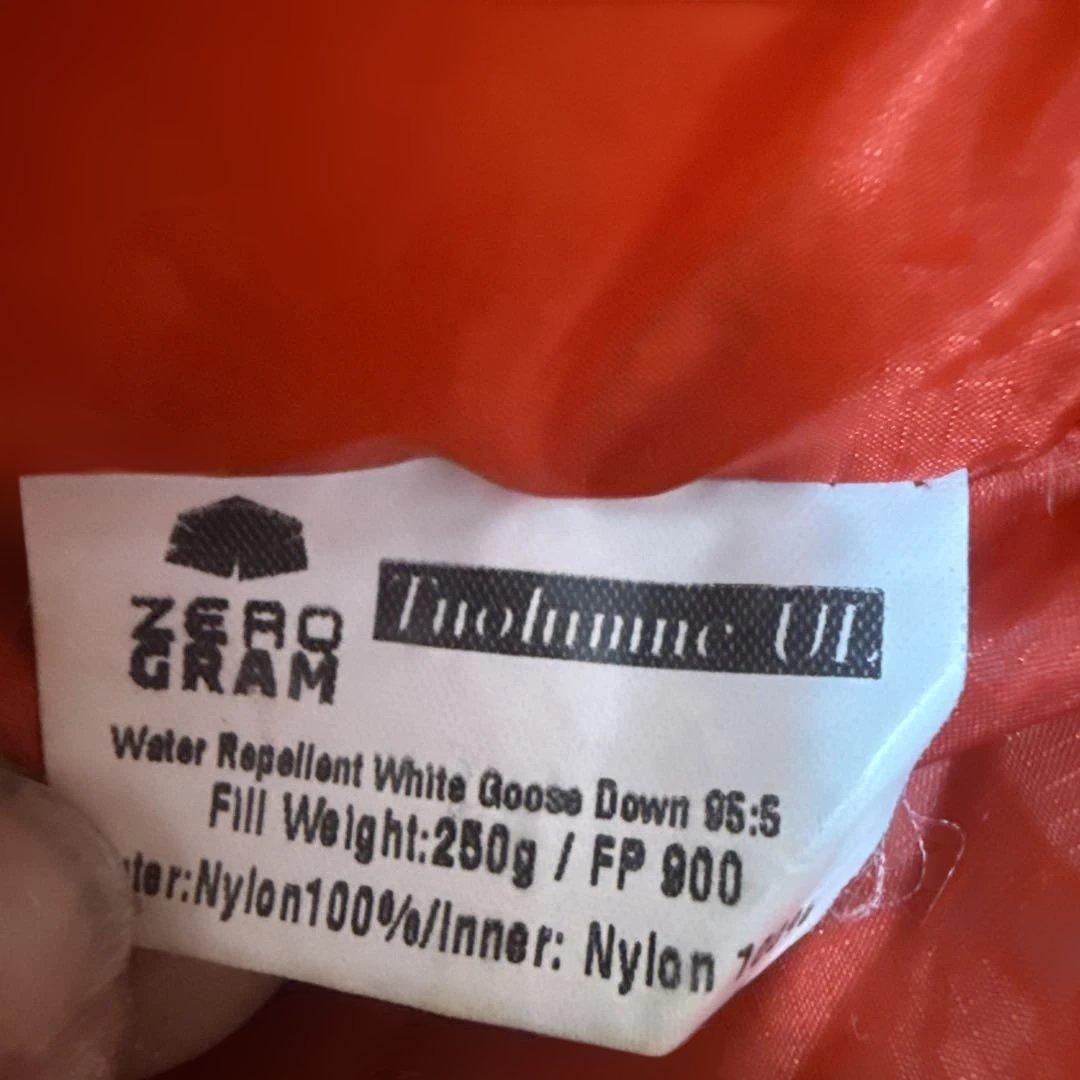 ZERO
GRAM
Tuolumne UL
Water Repellent White Goose Down 95:5
Fill Weight:250g / FP 900
Nylon100%/Inner: Nylon